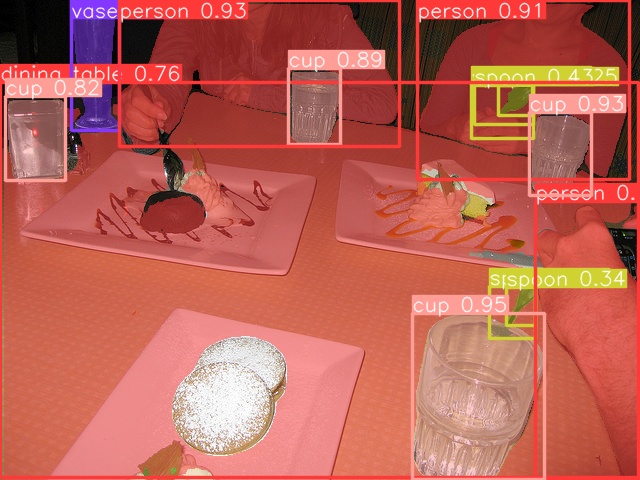 vase
person 0.93
person 0.91
cup 0.89
dining table 0.76
spoon 0.4325
cup 0.82
cup 0.93
person 0.
spoon 0.34
cup 0.95